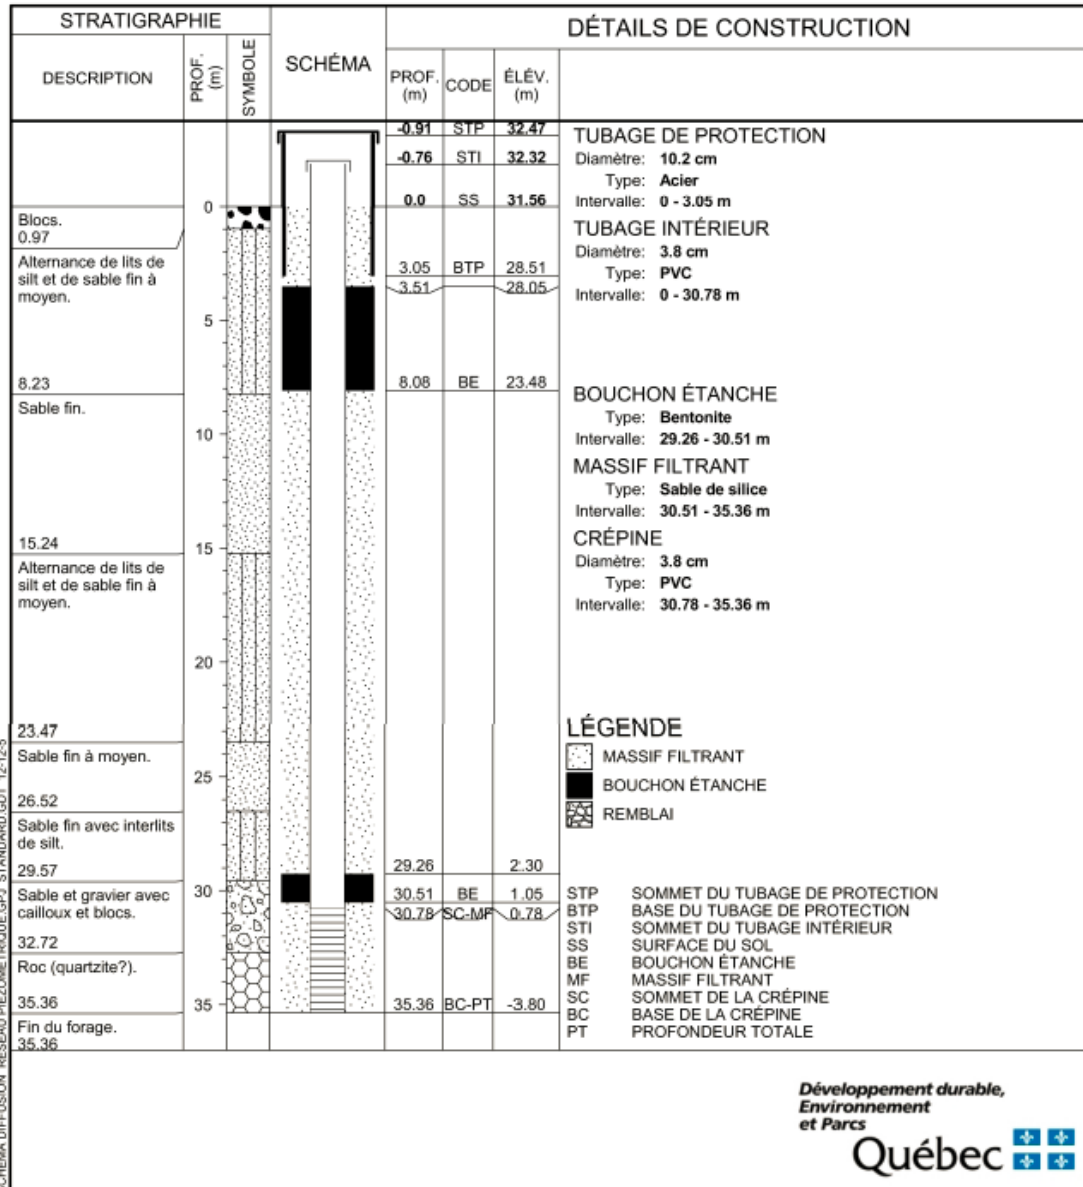 STRATIGRAPHIE
DESCRIPTION
PROF. (m)
SYMBOLE
SCHÉMA
DÉTAILS DE CONSTRUCTION
PROF. (m)
CODE
ÉLÉV. (m)
-0.91 STP 32.47
-0.76 STI 32.32
0.0 SS 31.56
3.05 BTP 28.51
3.51 28.05
8.08 BE 23.48
29.26 2.30
30.51 BE 1.05
30.78 SC-MF 0.78
35.36 BC-PT -3.80
Blocs.
0.97
Alternance de lits de
silt et de sable fin à
moyen.
8.23
Sable fin.
15.24
Alternance de lits de
silt et de sable fin à
moyen.
23.47
Sable fin à moyen.
26.52
Sable fin avec interlits
de silt.
29.57
Sable et gravier avec
cailloux et blocs.
32.72
Roc (quartzite?).
35.36
Fin du forage.
35.36
0
5
10
15
20
25
30
35
TUBAGE DE PROTECTION
Diamètre: 10.2 cm
Type: Acier
Intervalle: 0 - 3.05 m
TUBAGE INTÉRIEUR
Diamètre: 3.8 cm
Type: PVC
Intervalle: 0 - 30.78 m
BOUCHON ÉTANCHE
Type: Bentonite
Intervalle: 29.26 - 30.51 m
MASSIF FILTRANT
Type: Sable de silice
Intervalle: 30.51 - 35.36 m
CRÉPINE
Diamètre: 3.8 cm
Type: PVC
Intervalle: 30.78 - 35.36 m
LÉGENDE
MASSIF FILTRANT
BOUCHON ÉTANCHE
REMBLAI
STP SOMMET DU TUBAGE DE PROTECTION
BTP BASE DU TUBAGE DE PROTECTION
STI SOMMET DU TUBAGE INTÉRIEUR
SS SURFACE DU SOL
BE BOUCHON ÉTANCHE
MF MASSIF FILTRANT
SC SOMMET DE LA CRÉPINE
BC BASE DE LA CRÉPINE
PT PROFONDEUR TOTALE
Développement durable,
Environnement
et Parcs
Québec